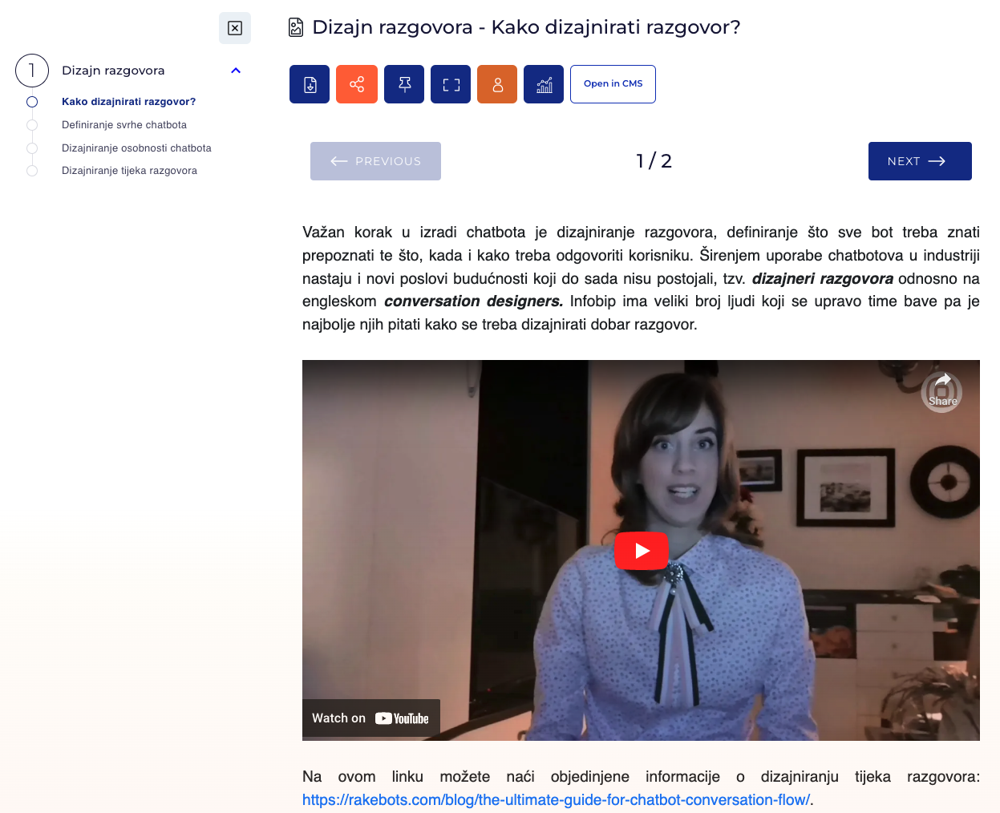 Dizajn razgovora - Kako dizajnirati razgovor?
1
Dizajn razgovora
Kako dizajnirati razgovor?
Definiranje svrhe chatbota
Dizajniranje osobnosti chatbota
Dizajniranje tijeka razgovora
Open in CMS
PREVIOUS
1 / 2
NEXT
Važan korak u izradi chatbota je dizajniranje razgovora, definiranje što sve bot treba znati
prepoznati te što, kada i kako treba odgovoriti korisniku. Širenjem uporabe chatbotova u industriji
nastaju i novi poslovi budućnosti koji do sada nisu postojali, tzv. dizajneri razgovora odnosno na
engleskom conversation designers. Infobip ima veliki broj ljudi koji se upravo time bave pa je
najbolje njih pitati kako se treba dizajnirati dobar razgovor.
Share
Watch on YouTube
Na ovom linku možete naći objedinjene informacije o dizajniranju tijeka razgovora:
https://rakebots.com/blog/the-ultimate-guide-for-chatbot-conversation-flow/.